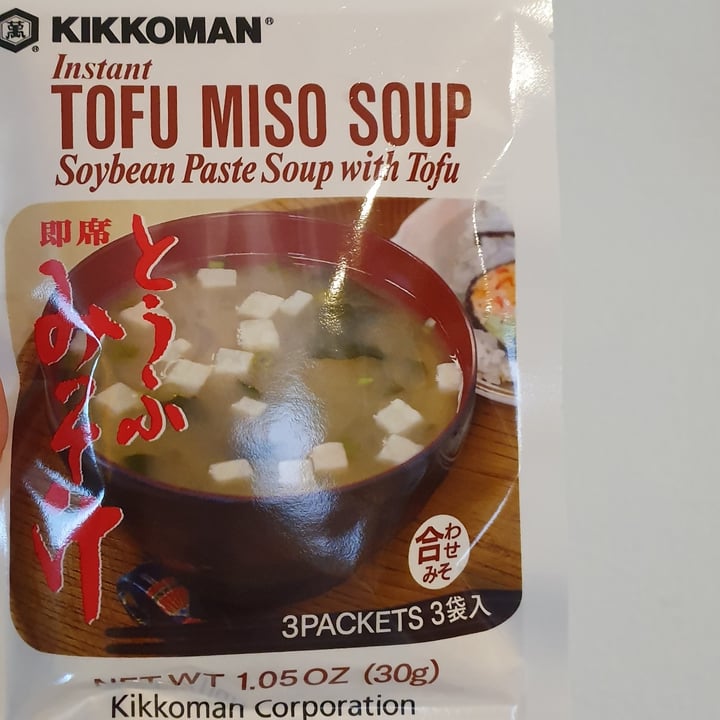 萬
KIKKOMAN®
Instant
TOFU MISO SOUP
Soybean Paste Soup with Tofu
即席
とうふ
みそ汁
合わせみそ
3PACKETS 3袋入
NET WT 1.05 OZ (30g)
Kikkoman Corporation